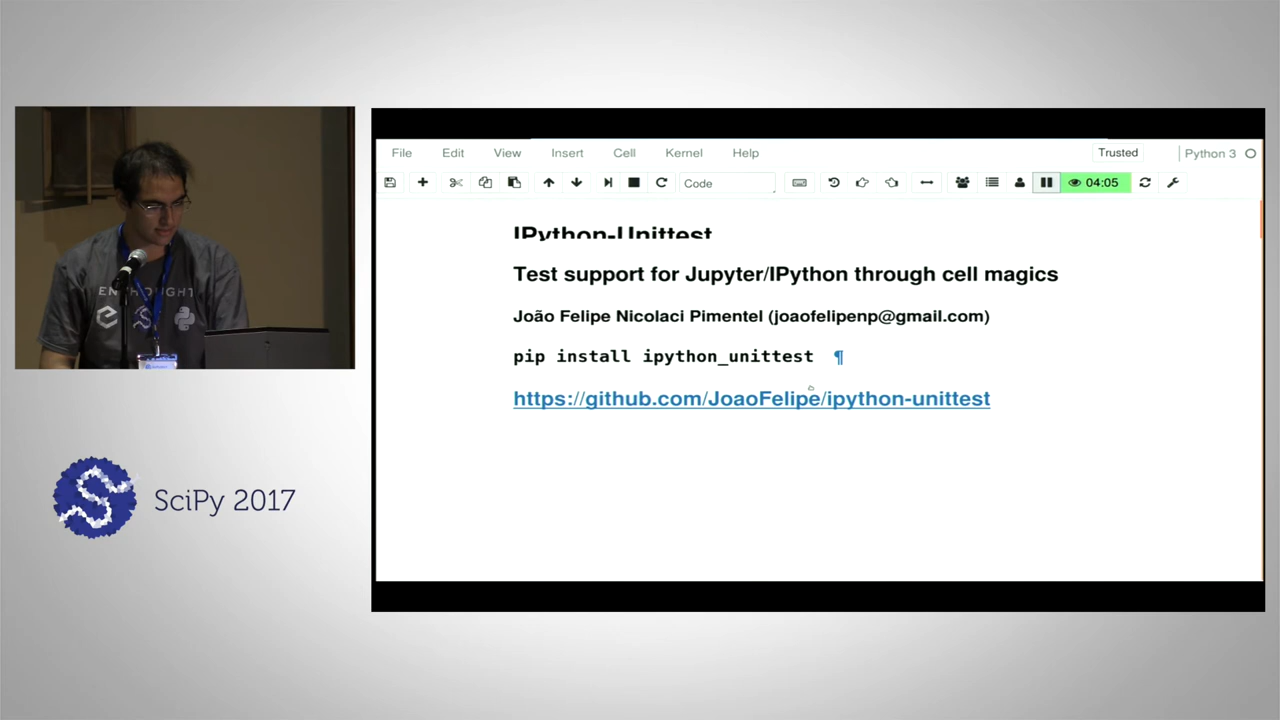 File Edit View Insert Cell Kernel Help Trusted Python 3 O
Code 04:05
IPython-Unittest
Test support for Jupyter/IPython through cell magics
João Felipe Nicolaci Pimentel (joaofelipenp@gmail.com)
pip install ipython_unittest ¶
https://github.com/JoaoFelipe/ipython-unittest
ENTHOUGHT
SciPy 2017